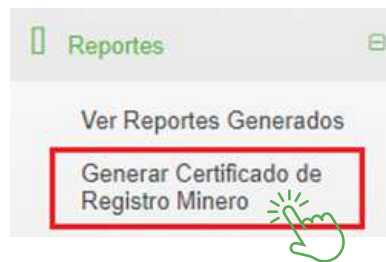 Reportes
Ver Reportes Generados
Generar Certificado de
Registro Minero